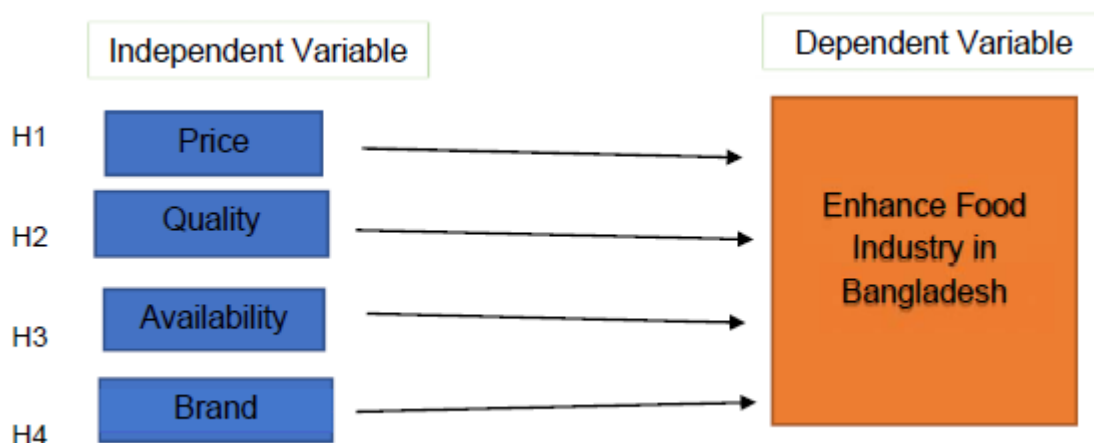 Independent Variable
Dependent Variable
H1
Price
H2
Quality
H3
Availability
H4
Brand
Enhance Food
Industry in
Bangladesh